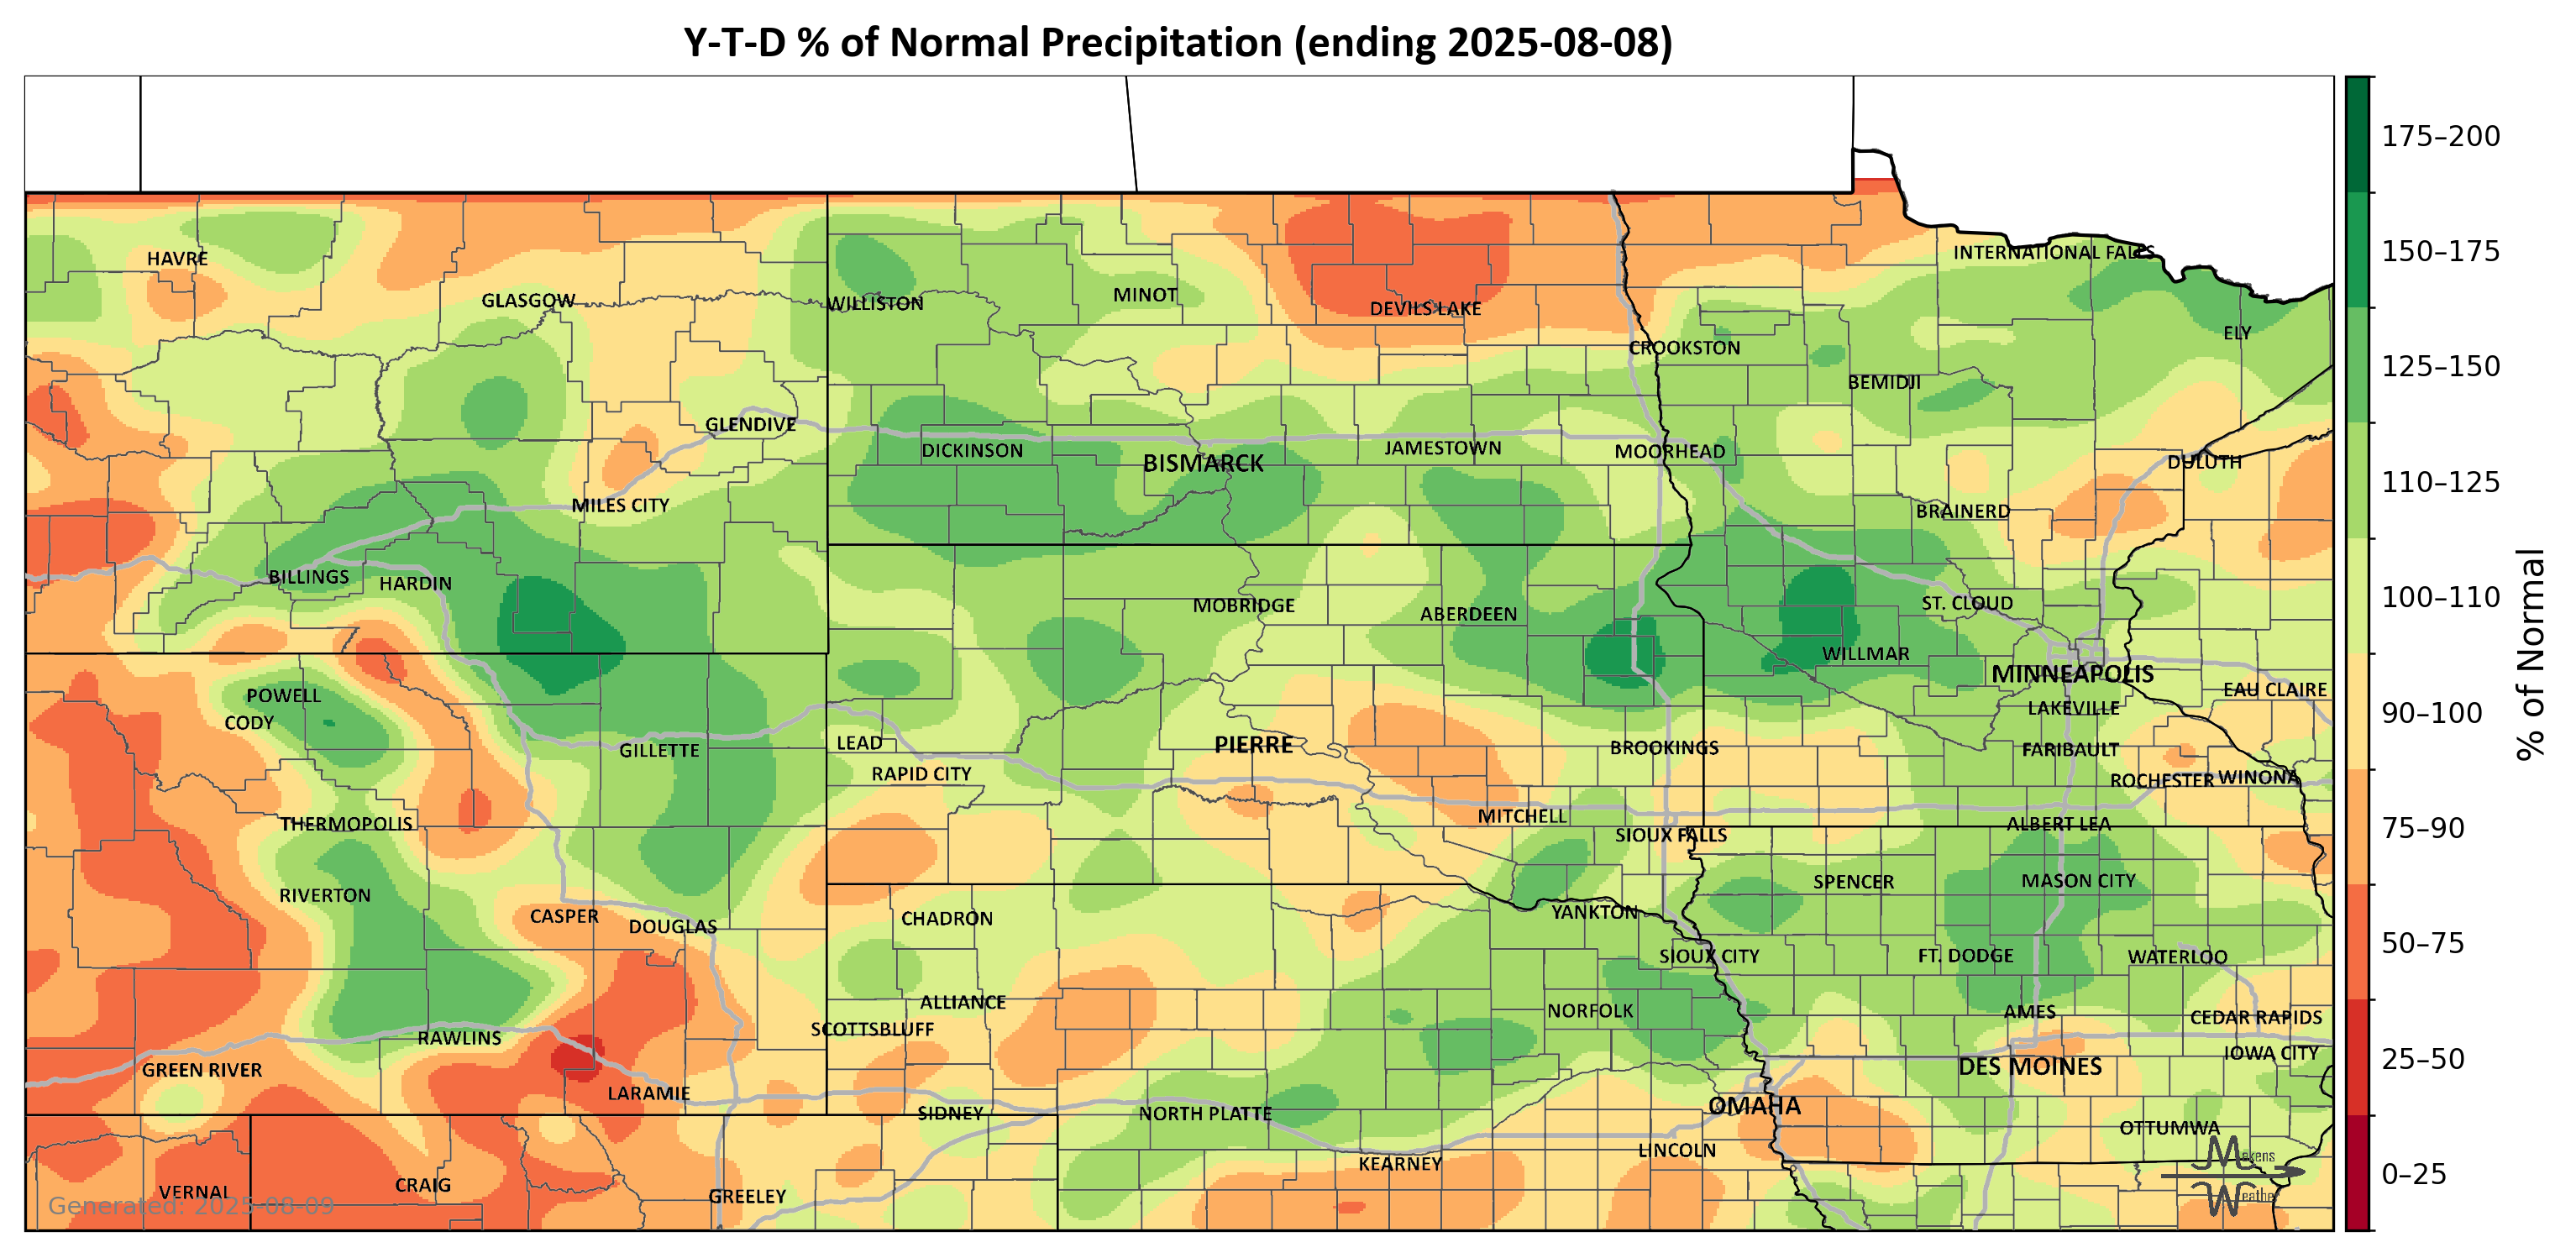 Y-T-D % of Normal Precipitation (ending 2025-08-08)
175–200
INTERNATIONAL FALLS
150–175
HAVRE
GLASGOW
WILLISTON
MINOT
DEVILS LAKE
ELY
CROOKSTON
125–150
BEMIDJI
GLENDIVE
DICKINSON
BISMARCK
JAMESTOWN
MOORHEAD
DULUTH
110–125
MILES CITY
BRAINERD
BILLINGS
HARDIN
MOBRIDGE
ABERDEEN
ST. CLOUD
100–110
WILLMAR
MINNEAPOLIS
EAU CLAIRE
POWELL
CODY
LAKEVILLE
90–100
% of Normal
GILLETTE
LEAD
PIERRE
BROOKINGS
FARIBAULT
RAPID CITY
ROCHESTER
WINONA
THERMOPOLIS
MITCHELL
SIOUX FALLS
ALBERT LEA
75–90
RIVERTON
SPENCER
MASON CITY
CASPER
DOUGLAS
CHADRON
YANKTON
SIOUX CITY
FT. DODGE
WATERLOO
50–75
ALLIANCE
NORFOLK
AMES
CEDAR RAPIDS
RAWLINS
SCOTTSBLUFF
IOWA CITY
GREEN RIVER
DES MOINES
25–50
LARAMIE
SIDNEY
NORTH PLATTE
OMAHA
OTTUMWA
KEARNEY
LINCOLN
Makens
Weather
0–25
VERNAL
CRAIG
GREELEY
Generated: 2025-08-09